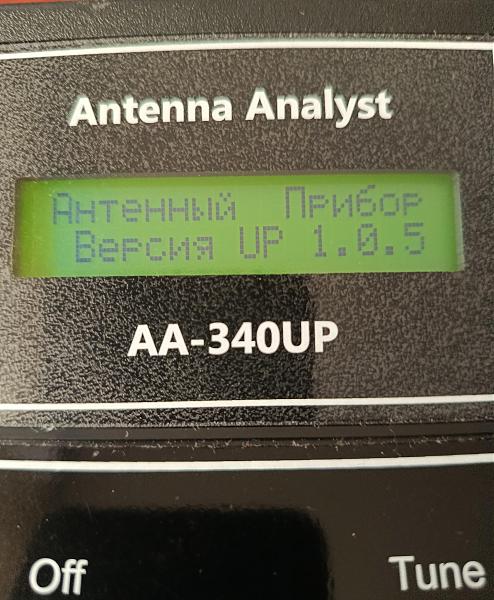 Antenna Analyst
Антенный Прибор
Версия UP 1.0.5
AA-340UP
Off Tune